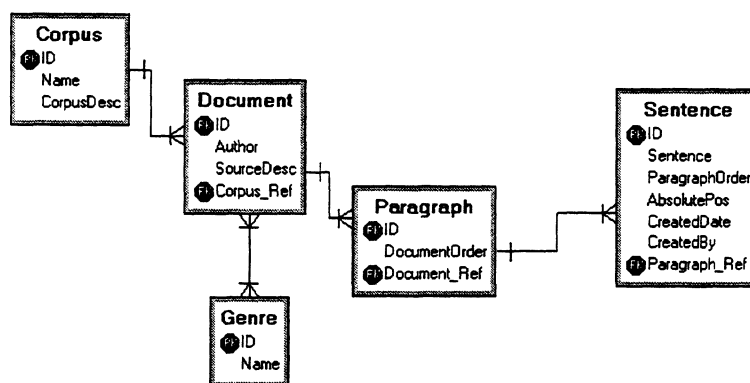 Corpus
ID
Name
CorpusDesc
Document
ID
Author
SourceDesc
Corpus_Ref
Genre
ID
Name
Paragraph
ID
DocumentOrder
Document_Ref
Sentence
ID
Sentence
ParagraphOrder
AbsolutePos
CreatedDate
CreatedBy
Paragraph_Ref